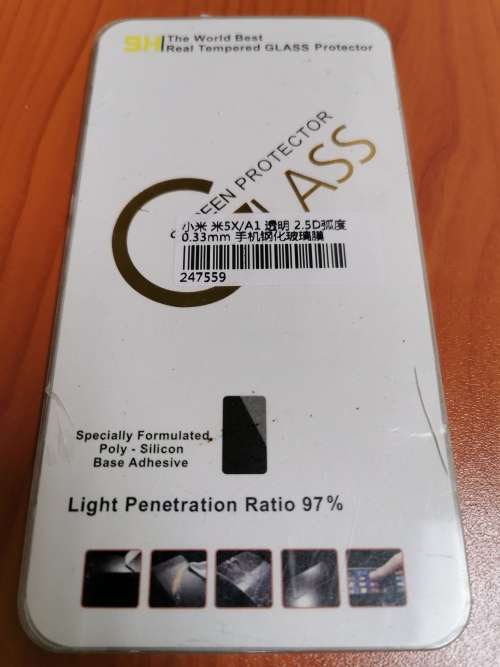 9H The World Best
Real Tempered GLASS Protector
SCREEN PROTECTOR
GLASS
小米 米5X/A1 透明 2.5D弧度
0.33mm 手机钢化玻璃膜
247559
Specially Formulated
Poly - Silicon
Base Adhesive
Light Penetration Ratio 97%